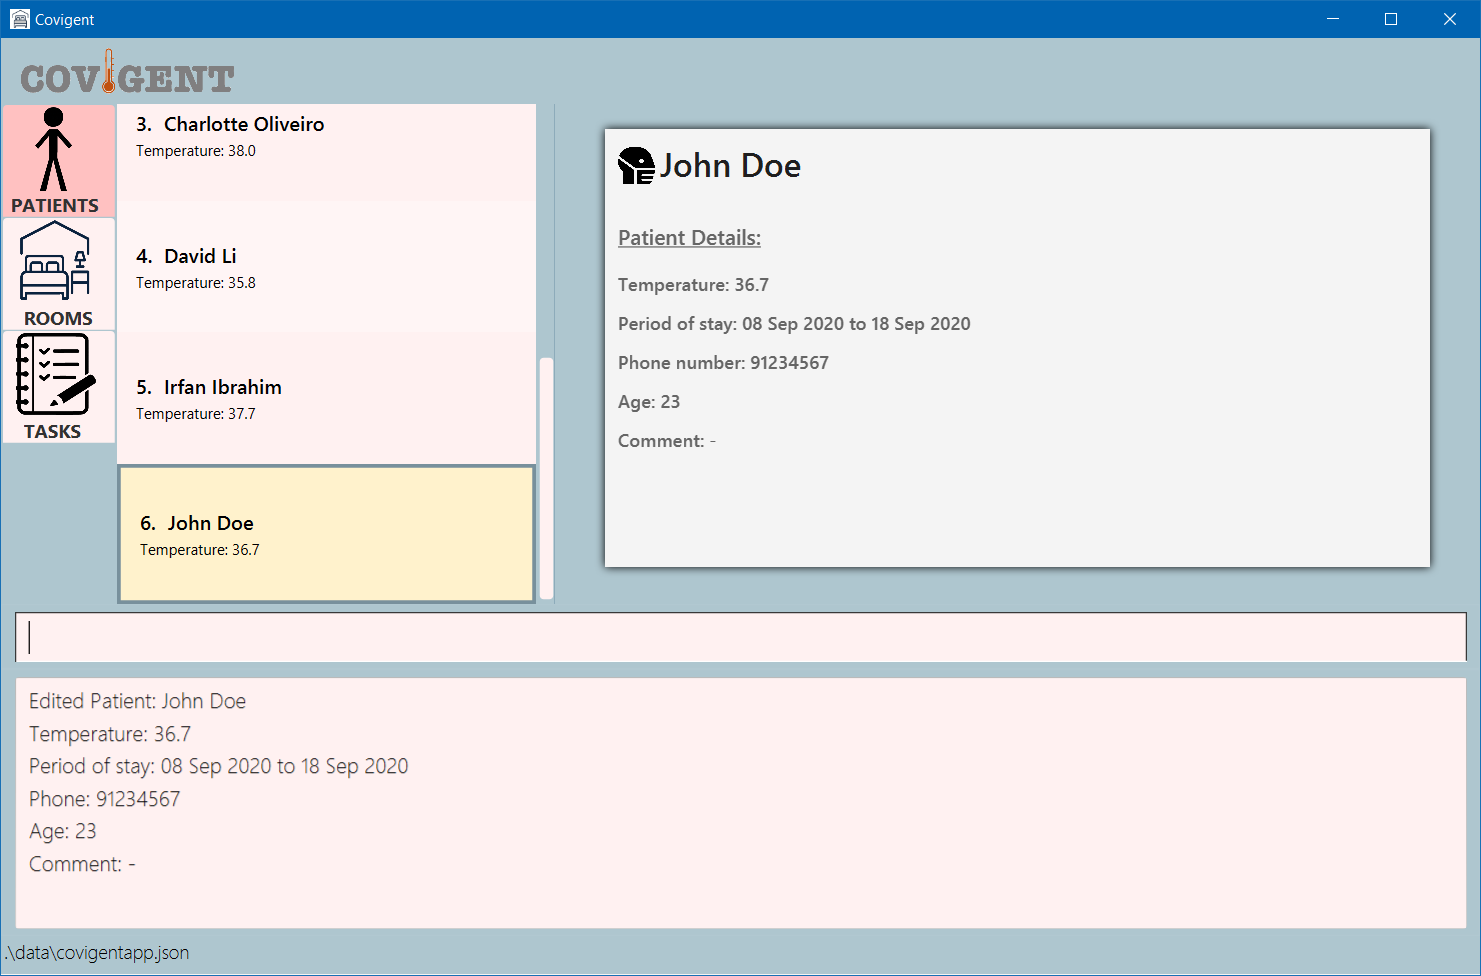 Covigent
COVIGENT
PATIENTS
ROOMS
TASKS
3. Charlotte Oliveiro
Temperature: 38.0
4. David Li
Temperature: 35.8
5. Irfan Ibrahim
Temperature: 37.7
6. John Doe
Temperature: 36.7
John Doe
Patient Details:
Temperature: 36.7
Period of stay: 08 Sep 2020 to 18 Sep 2020
Phone number: 91234567
Age: 23
Comment: -
Edited Patient: John Doe
Temperature: 36.7
Period of stay: 08 Sep 2020 to 18 Sep 2020
Phone: 91234567
Age: 23
Comment: -
.\data\covigentapp.json